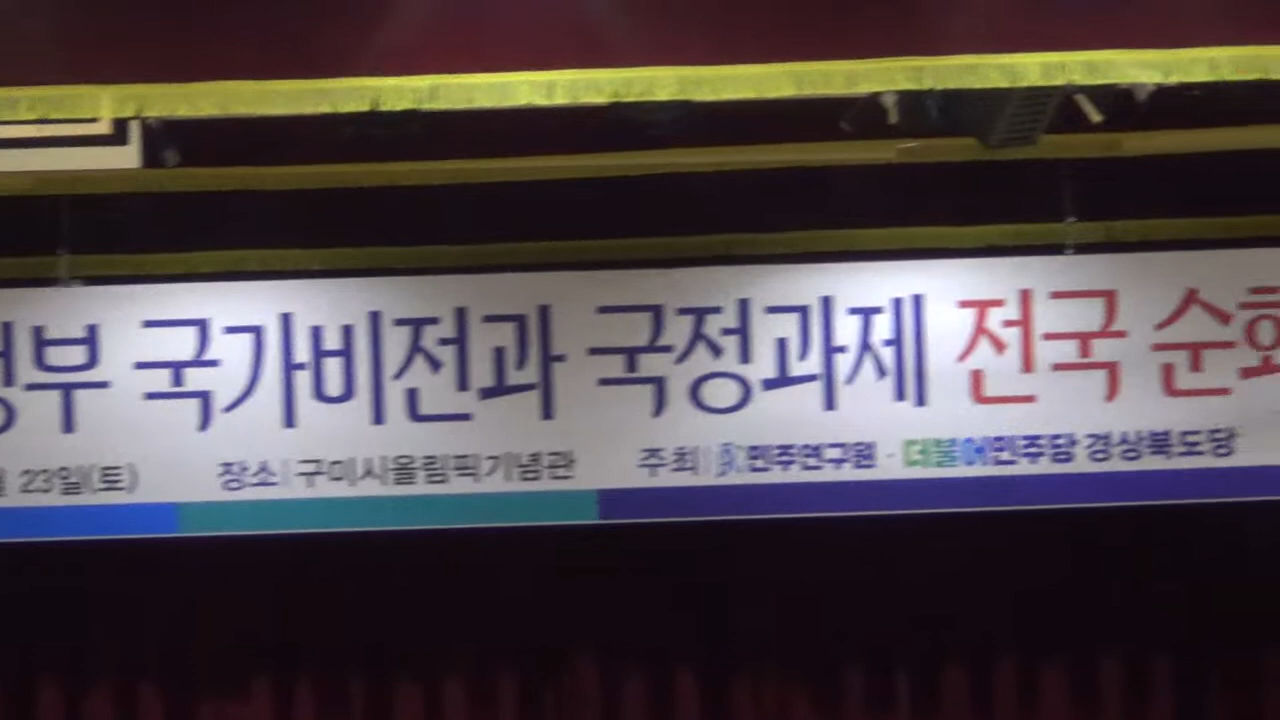 정부 국가비전과 국정과제 전국 순회
23일(토) 장소 | 구미시올림픽기념관 주최 | 민주연구원 · 더불어민주당 경상북도당